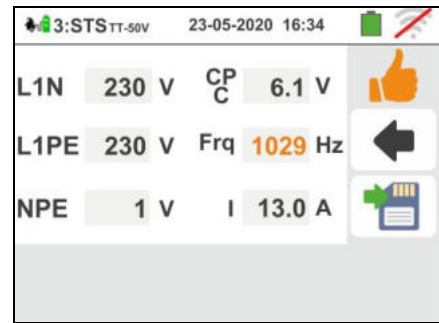 3:STS TT-50V 23-05-2020 16:34
L1N 230 V CP C 6.1 V
L1PE 230 V Frq 1029 Hz
NPE 1 V I 13.0 A